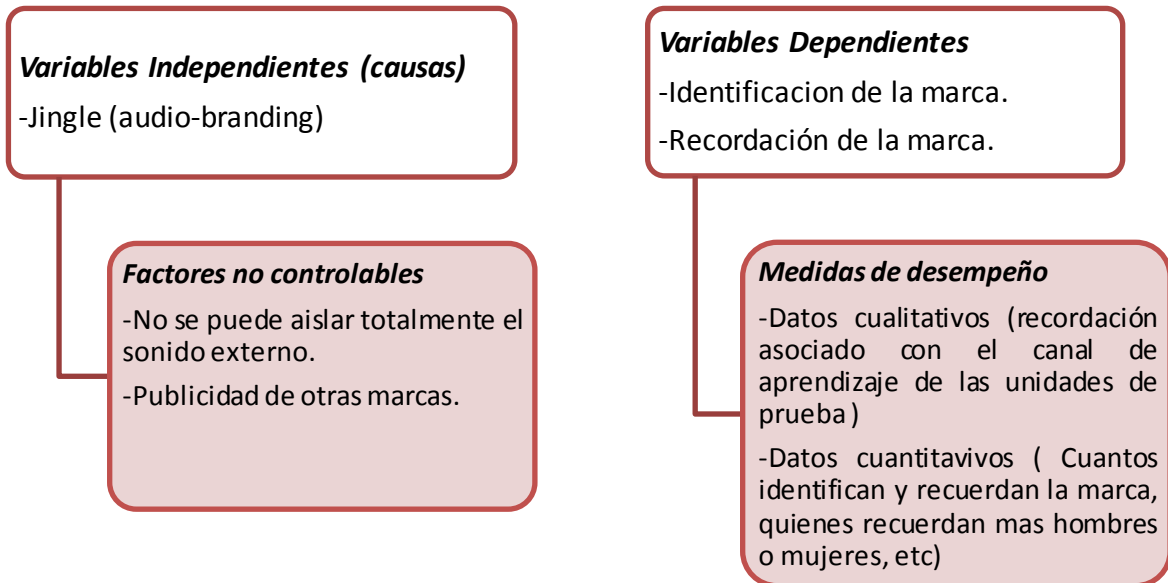 Variables Independientes (causas)
-Jingle (audio-branding)
Factores no controlables
-No se puede aislar totalmente el
sonido externo.
-Publicidad de otras marcas.
Variables Dependientes
-Identificacion de la marca.
-Recordación de la marca.
Medidas de desempeño
-Datos cualitativos (recordación
asociado con el canal de
aprendizaje de las unidades de
prueba)
-Datos cuantitavivos ( Cuantos
identifican y recuerdan la marca,
quienes recuerdan mas hombres
o mujeres, etc)